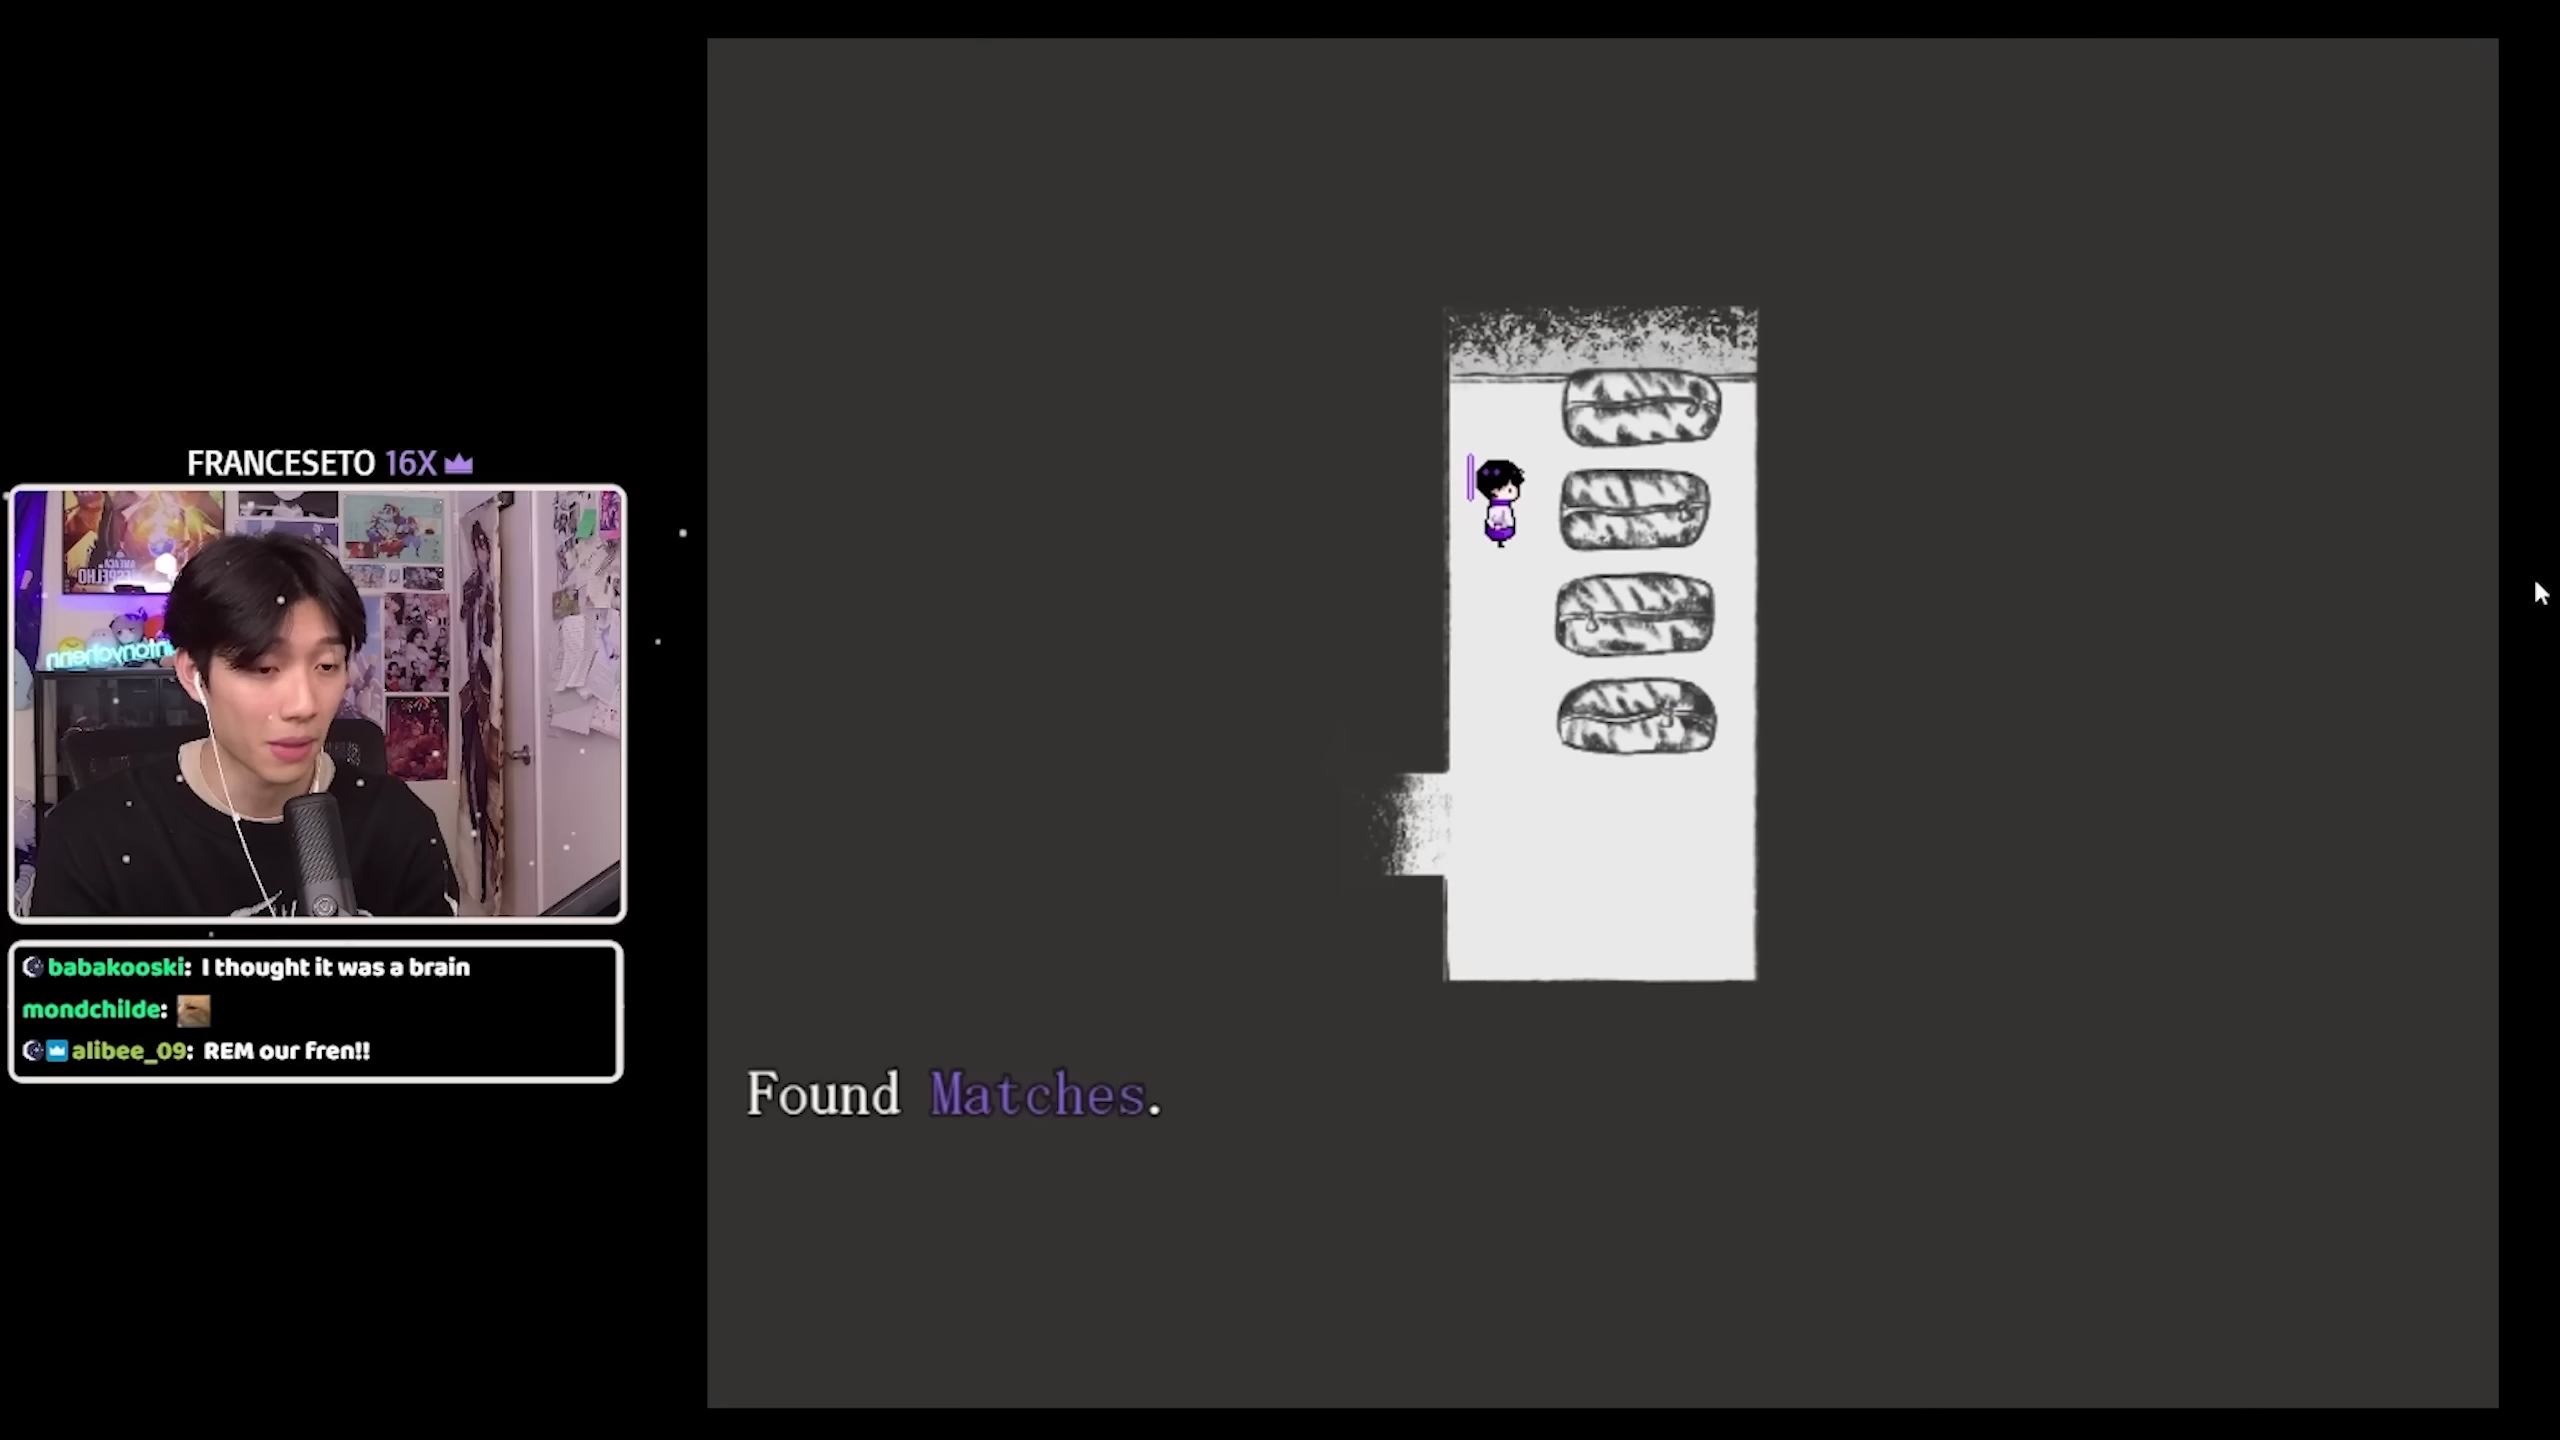 FRANCESETO 16X
babakooski: I thought it was a brain
mondchilde:
alibee_09: REM our fren!!
Found Matches.